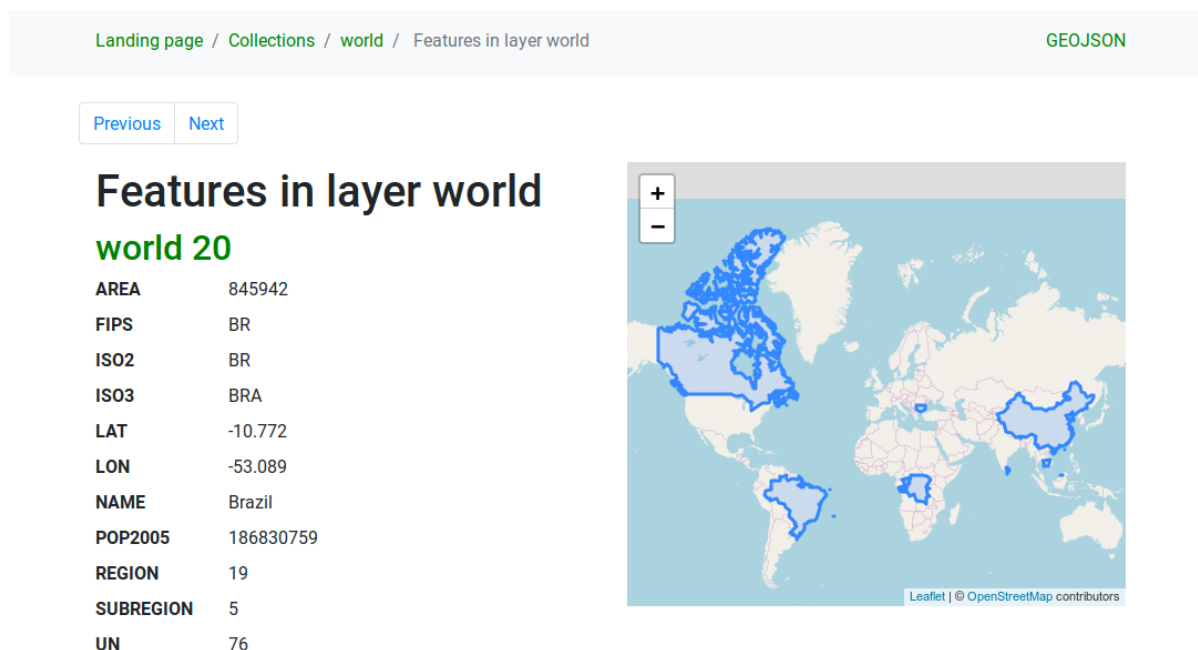 Landing page / Collections / world / Features in layer world
GEOJSON
Previous Next
Features in layer world
world 20
AREA 845942
FIPS BR
ISO2 BR
ISO3 BRA
LAT -10.772
LON -53.089
NAME Brazil
POP2005 186830759
REGION 19
SUBREGION 5
UN 76
+
−
Leaflet | © OpenStreetMap contributors